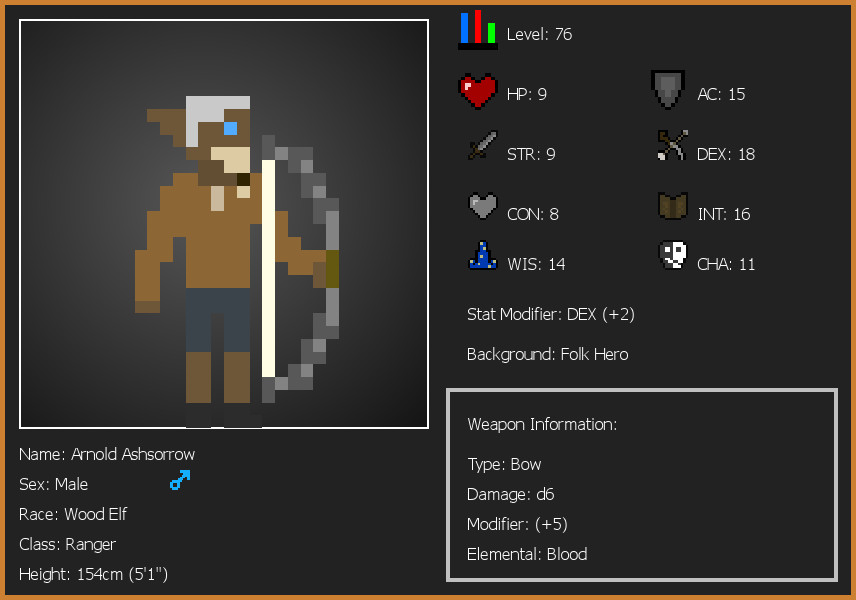 Level: 76
HP: 9
AC: 15
STR: 9
DEX: 18
CON: 8
INT: 16
WIS: 14
CHA: 11
Stat Modifier: DEX (+2)
Background: Folk Hero
Weapon Information:
Type: Bow
Damage: d6
Modifier: (+5)
Elemental: Blood
Name: Arnold Ashsorrow
Sex: Male
Race: Wood Elf
Class: Ranger
Height: 154cm (5'1")